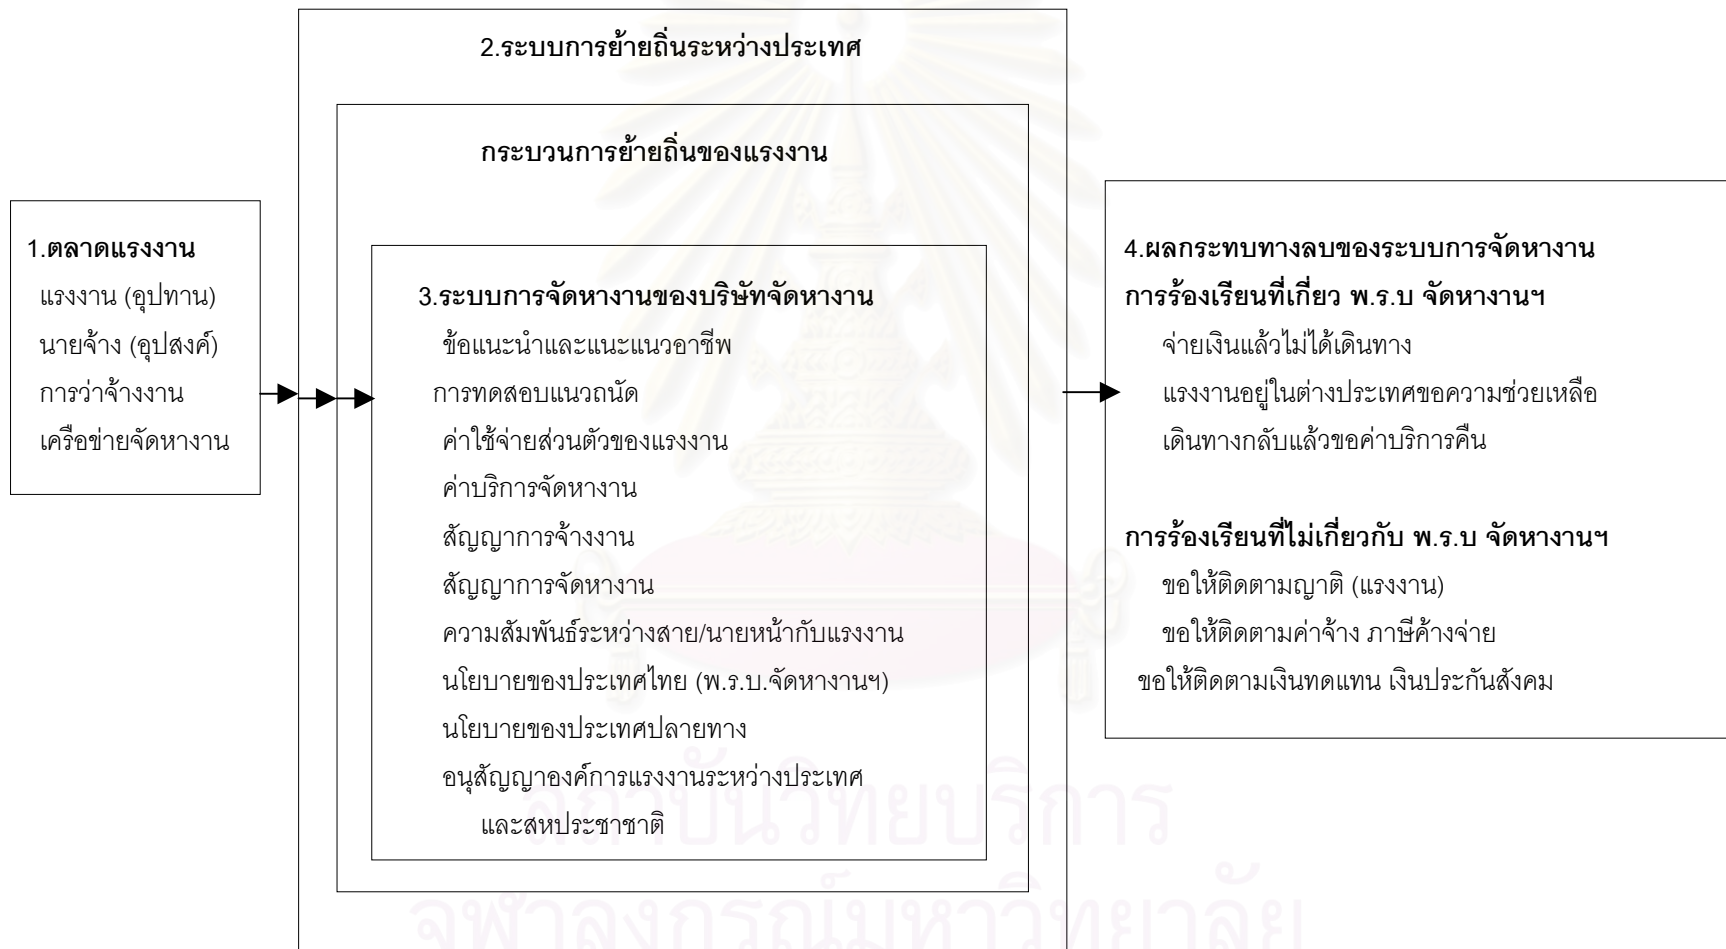 2.ระบบการย้ายถิ่นระหว่างประเทศ
กระบวนการย้ายถิ่นของแรงงาน
1.ตลาดแรงงาน
แรงงาน (อุปทาน)
นายจ้าง (อุปสงค์)
การว่าจ้างงาน
เครือข่ายจัดหางาน
3.ระบบการจัดหางานของบริษัทจัดหางาน
ข้อแนะนำและแนะแนวอาชีพ
การทดสอบแนวถนัด
ค่าใช้จ่ายส่วนตัวของแรงงาน
ค่าบริการจัดหางาน
สัญญาการจ้างงาน
สัญญาการจัดหางาน
ความสัมพันธ์ระหว่างสาย/นายหน้ากับแรงงาน
นโยบายของประเทศไทย (พ.ร.บ.จัดหางานฯ)
นโยบายของประเทศปลายทาง
อนุสัญญาองค์การแรงงานระหว่างประเทศ
และสหประชาชาติ
4.ผลกระทบทางลบของระบบการจัดหางาน
การร้องเรียนที่เกี่ยว พ.ร.บ จัดหางานฯ
จ่ายเงินแล้วไม่ได้เดินทาง
แรงงานอยู่ในต่างประเทศขอความช่วยเหลือ
เดินทางกลับแล้วขอค่าบริการคืน
การร้องเรียนที่ไม่เกี่ยวกับ พ.ร.บ จัดหางานฯ
ขอให้ติดตามญาติ (แรงงาน)
ขอให้ติดตามค่าจ้าง ภาษีค้างจ่าย
ขอให้ติดตามเงินทดแทน เงินประกันสังคม
สถาบันวิทยบริการ
จุฬาลงกรณ์มหาวิทยาลัย